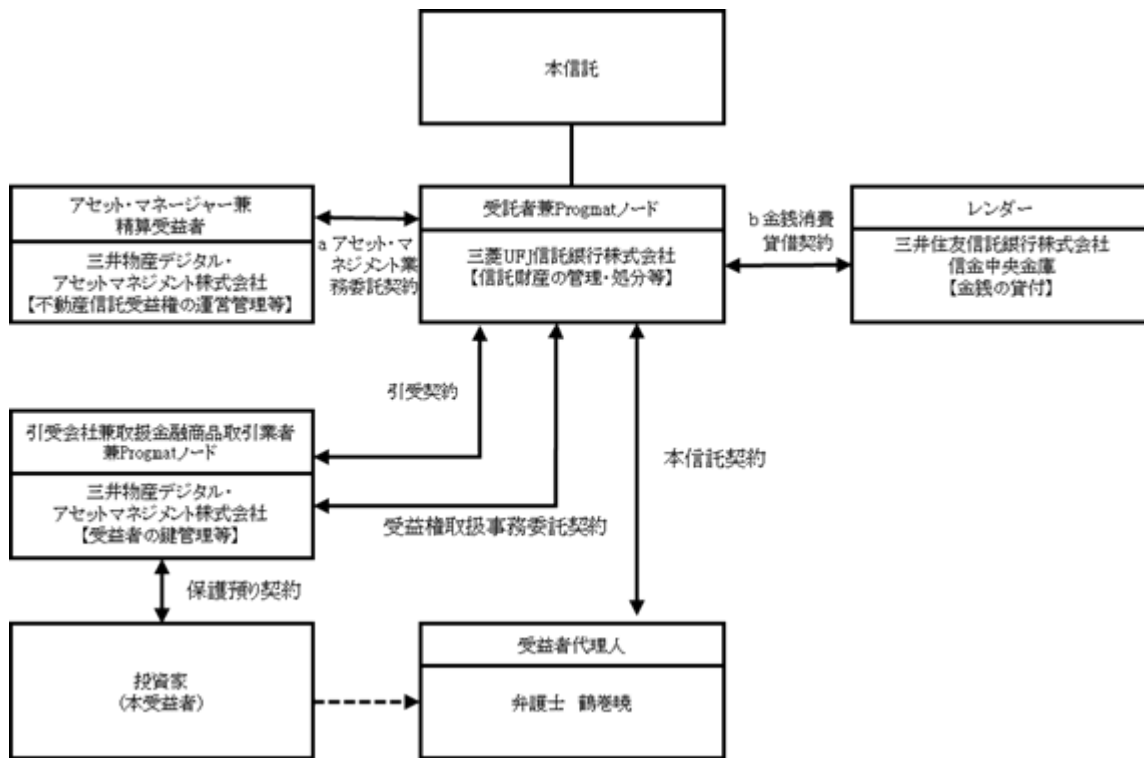 本信託
アセット・マネージャー兼
精算受益者
三井物産デジタル・
アセットマネジメント株式会社
【不動産信託受益権の運営管理等】
a アセット・マ
ネジメント業
務委託契約
受託者兼Progmatノード
三菱UFJ信託銀行株式会社
【信託財産の管理・処分等】
b 金銭消費
貸借契約
レンダー
三井住友信託銀行株式会社
信金中央金庫
【金銭の貸付】
引受契約
引受会社兼取扱金融商品取引業者
兼Progmatノード
三井物産デジタル・
アセットマネジメント株式会社
【受益者の鍵管理等】
受益権取扱事務委託契約
本信託契約
保護預り契約
投資家
(本受益者)
受益者代理人
弁護士 鶴巻暁